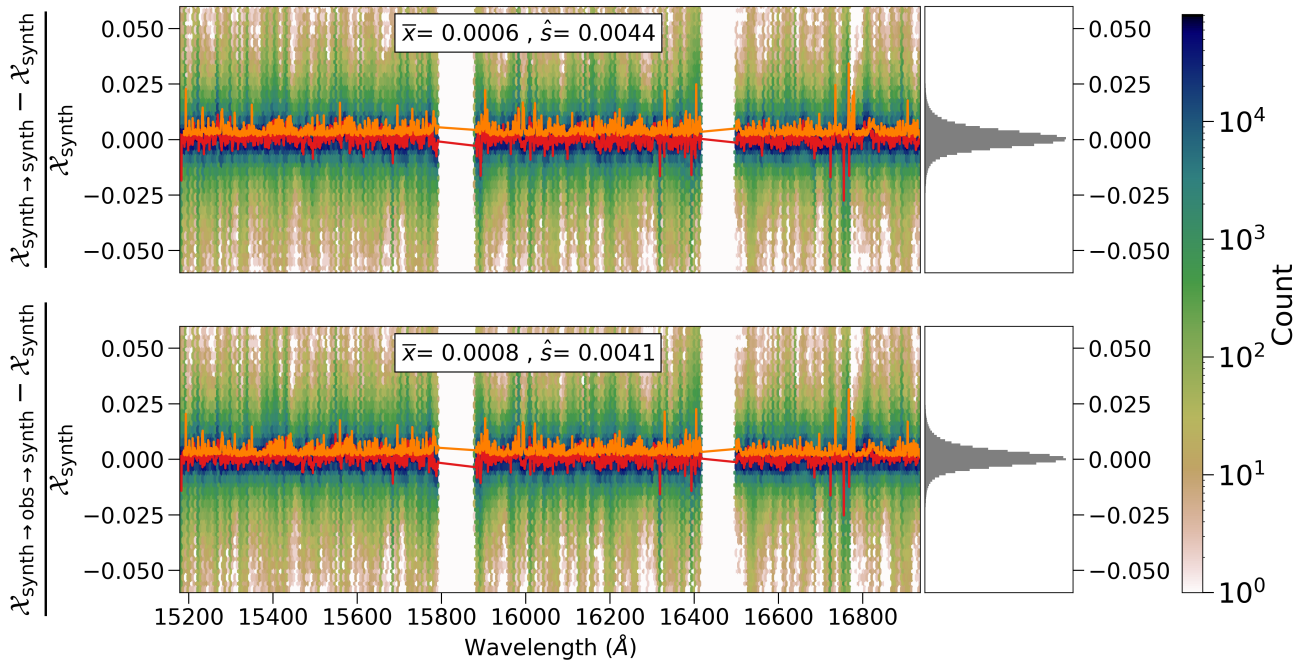 𝒳synth→synth − 𝒳synth
𝒳synth
0.050
0.025
0.000
−0.025
−0.050
x̅= 0.0006 , ŝ= 0.0044
0.050
0.025
0.000
−0.025
−0.050
𝒳synth→obs→synth − 𝒳synth
𝒳synth
0.050
0.025
0.000
−0.025
−0.050
x̅= 0.0008 , ŝ= 0.0041
0.050
0.025
0.000
−0.025
−0.050
15200 15400 15600 15800 15900 16000 16200 16400 16600 16800
Wavelength (Å)
10⁴
10³
10²
10¹
10⁰
Count